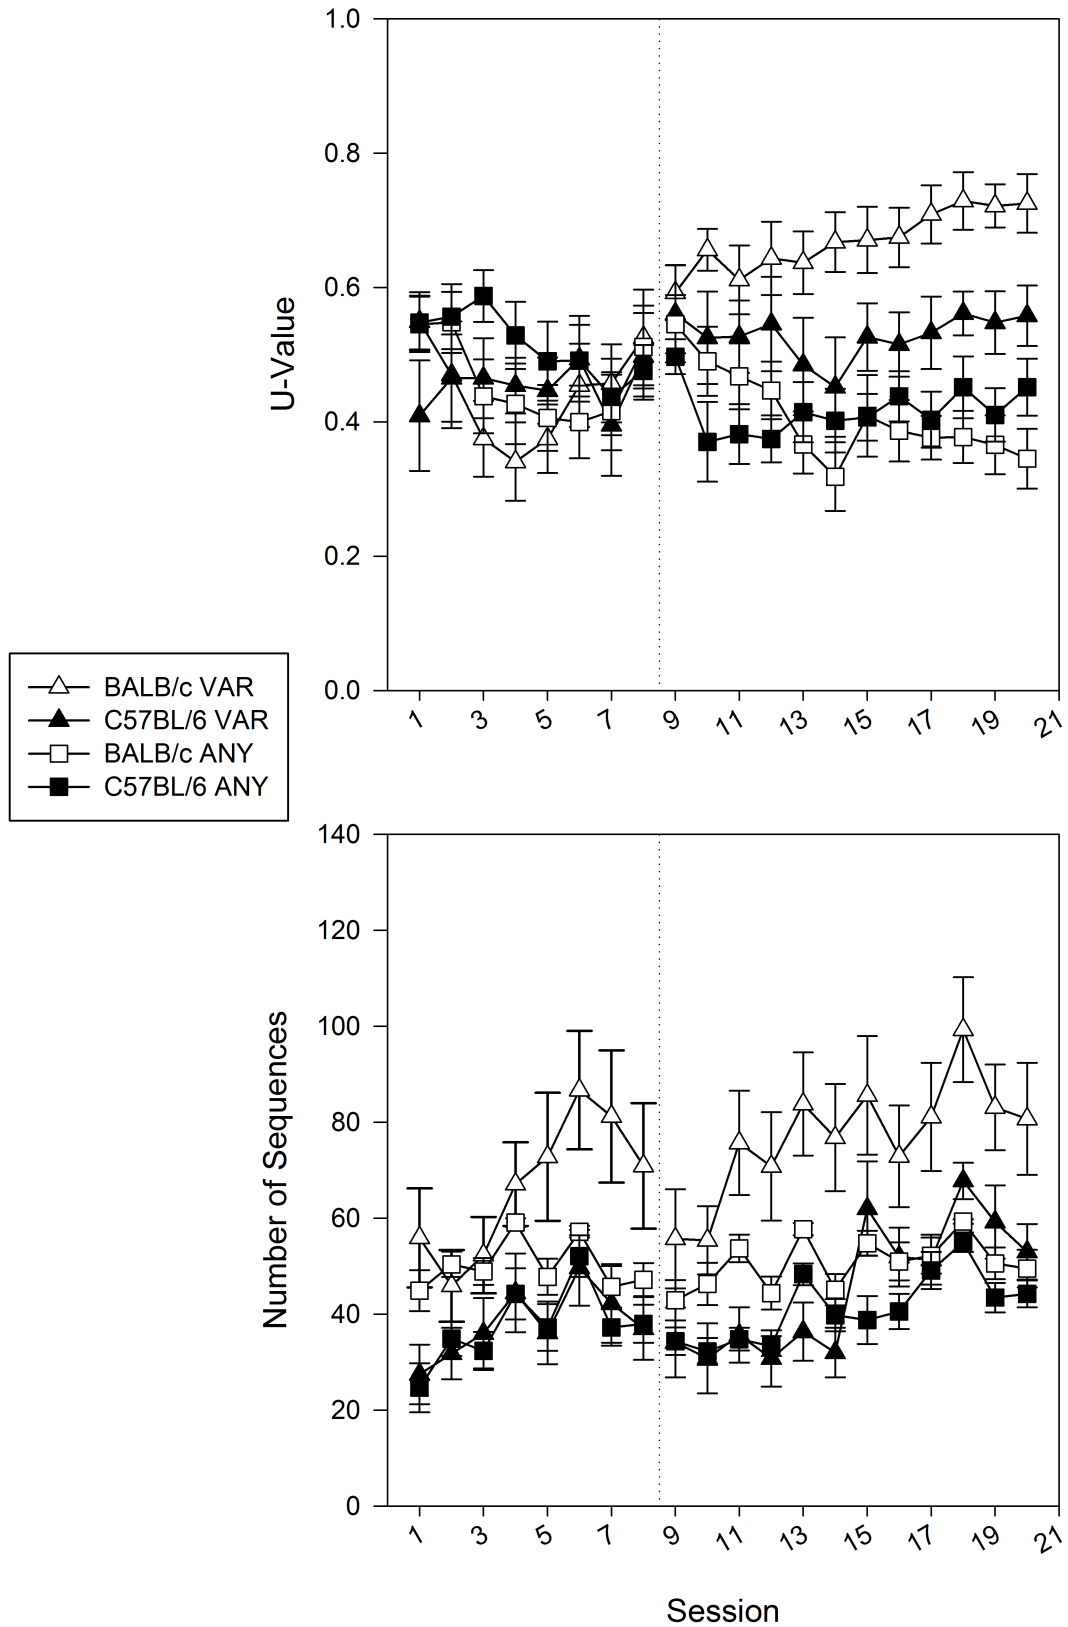 1.0
0.8
0.6
0.4
0.2
0.0
U-Value
1 3 5 7 9 11 13 15 17 19 21
BALB/c VAR
C57BL/6 VAR
BALB/c ANY
C57BL/6 ANY
140
120
100
80
60
40
20
0
Number of Sequences
1 3 5 7 9 11 13 15 17 19 21
Session